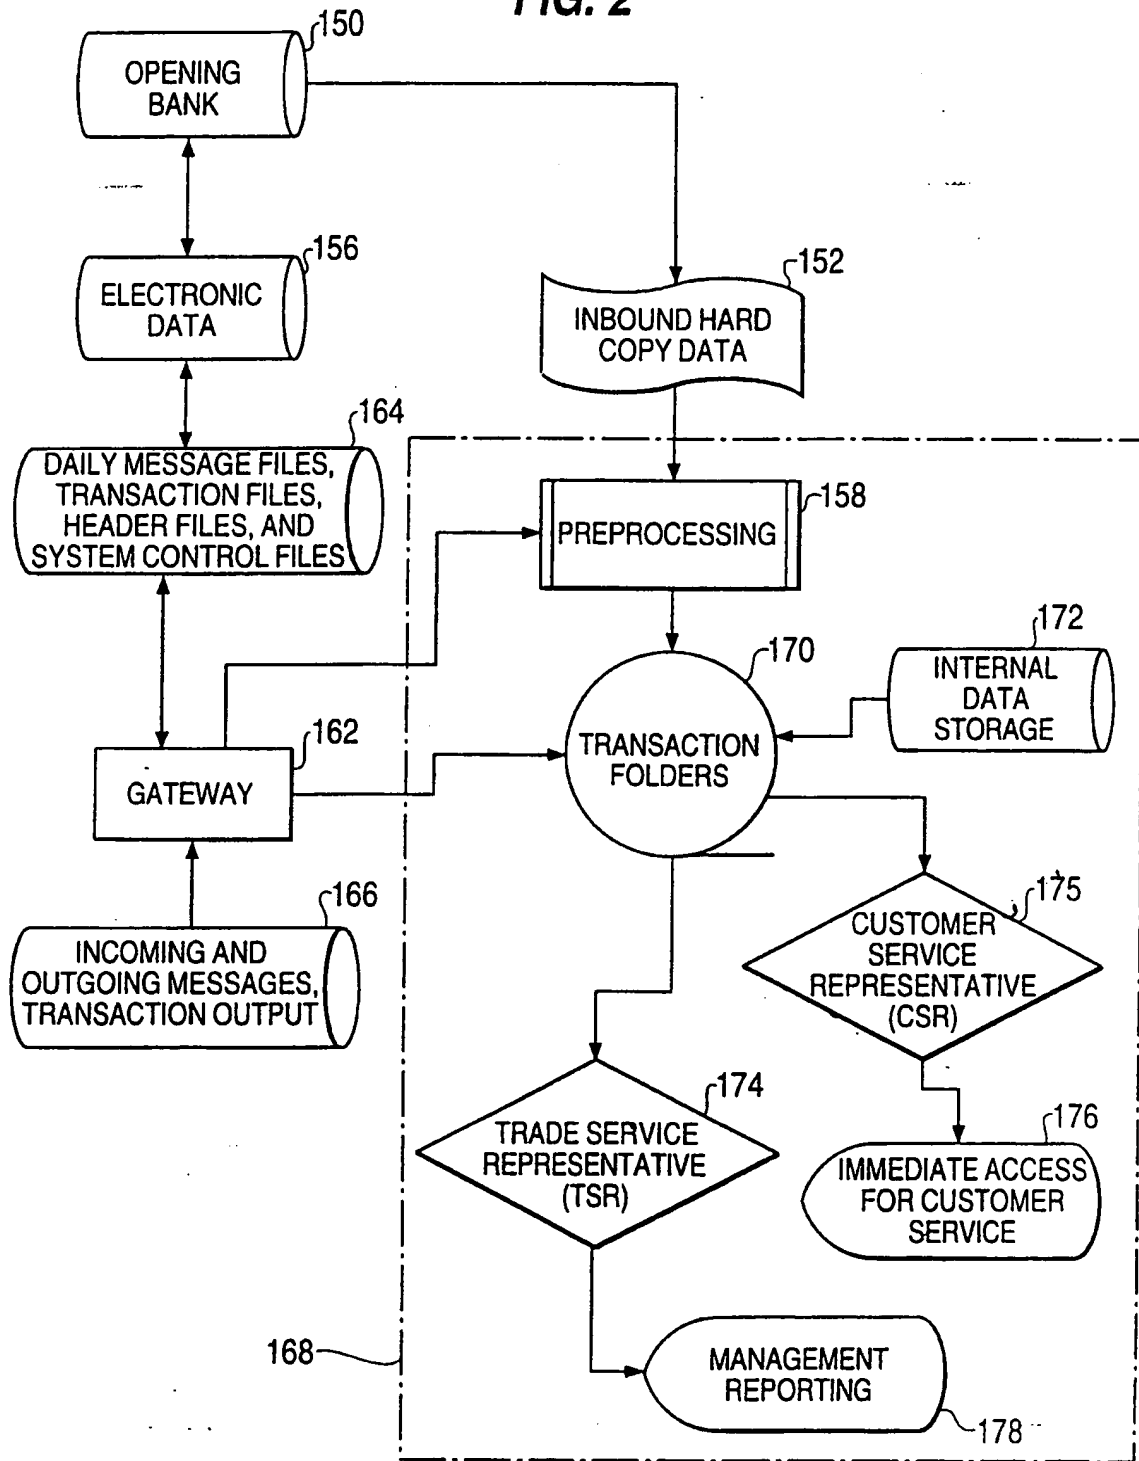 FIG. 2
150
OPENING
BANK
156
ELECTRONIC
DATA
152
INBOUND HARD
COPY DATA
164
DAILY MESSAGE FILES,
TRANSACTION FILES,
HEADER FILES, AND
SYSTEM CONTROL FILES
158
PREPROCESSING
172
INTERNAL
DATA
STORAGE
170
TRANSACTION
FOLDERS
162
GATEWAY
166
INCOMING AND
OUTGOING MESSAGES,
TRANSACTION OUTPUT
175
CUSTOMER
SERVICE
REPRESENTATIVE
(CSR)
174
TRADE SERVICE
REPRESENTATIVE
(TSR)
176
IMMEDIATE ACCESS
FOR CUSTOMER
SERVICE
168
MANAGEMENT
REPORTING
178